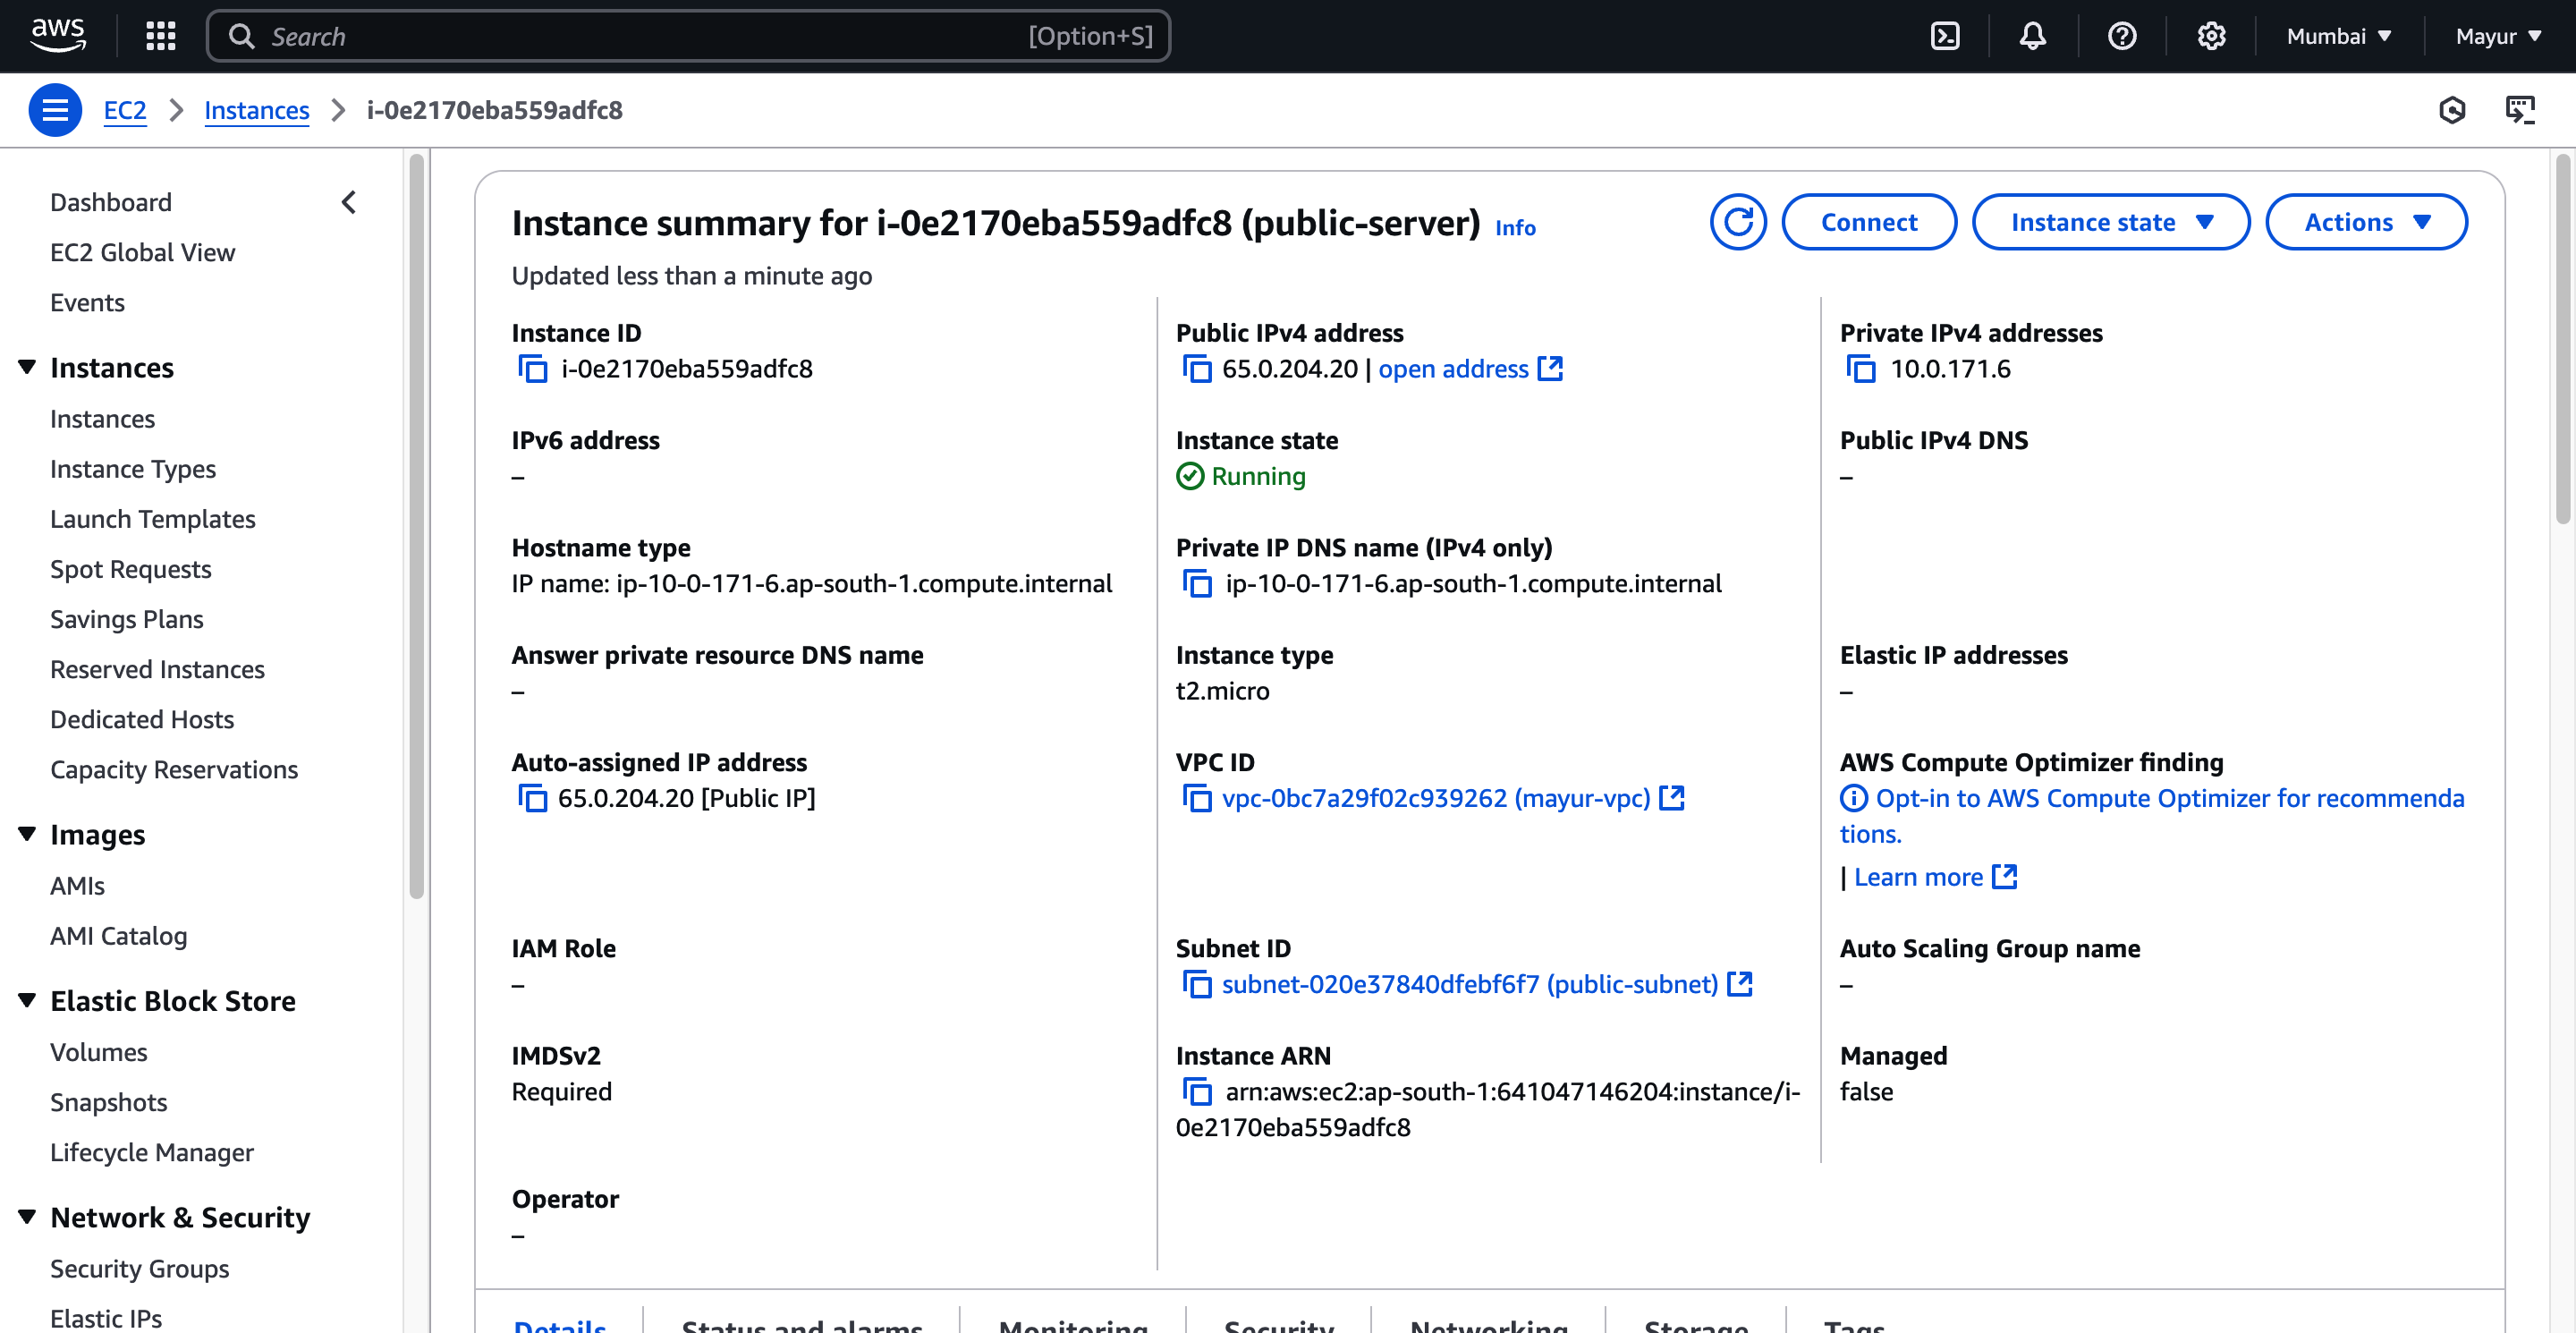 aws
Search
[Option+S]
Mumbai
Mayur
EC2
Instances
i-0e2170eba559adfc8
Dashboard
EC2 Global View
Events
Instances
Instances
Instance Types
Launch Templates
Spot Requests
Savings Plans
Reserved Instances
Dedicated Hosts
Capacity Reservations
Images
AMIs
AMI Catalog
Elastic Block Store
Volumes
Snapshots
Lifecycle Manager
Network & Security
Security Groups
Elastic IPs
Instance summary for i-0e2170eba559adfc8 (public-server) Info
Updated less than a minute ago
Connect
Instance state
Actions
Instance ID
i-0e2170eba559adfc8
Public IPv4 address
65.0.204.20 | open address
Private IPv4 addresses
10.0.171.6
IPv6 address
–
Instance state
Running
Public IPv4 DNS
–
Hostname type
IP name: ip-10-0-171-6.ap-south-1.compute.internal
Private IP DNS name (IPv4 only)
ip-10-0-171-6.ap-south-1.compute.internal
Answer private resource DNS name
–
Instance type
t2.micro
Elastic IP addresses
–
Auto-assigned IP address
65.0.204.20 [Public IP]
VPC ID
vpc-0bc7a29f02c939262 (mayur-vpc)
AWS Compute Optimizer finding
Opt-in to AWS Compute Optimizer for recommenda
tions.
| Learn more
IAM Role
–
Subnet ID
subnet-020e37840dfebf6f7 (public-subnet)
Auto Scaling Group name
–
IMDSv2
Required
Instance ARN
arn:aws:ec2:ap-south-1:641047146204:instance/i-
0e2170eba559adfc8
Managed
false
Operator
–
Details
Status and alarms
Monitoring
Security
Networking
Storage
Tags